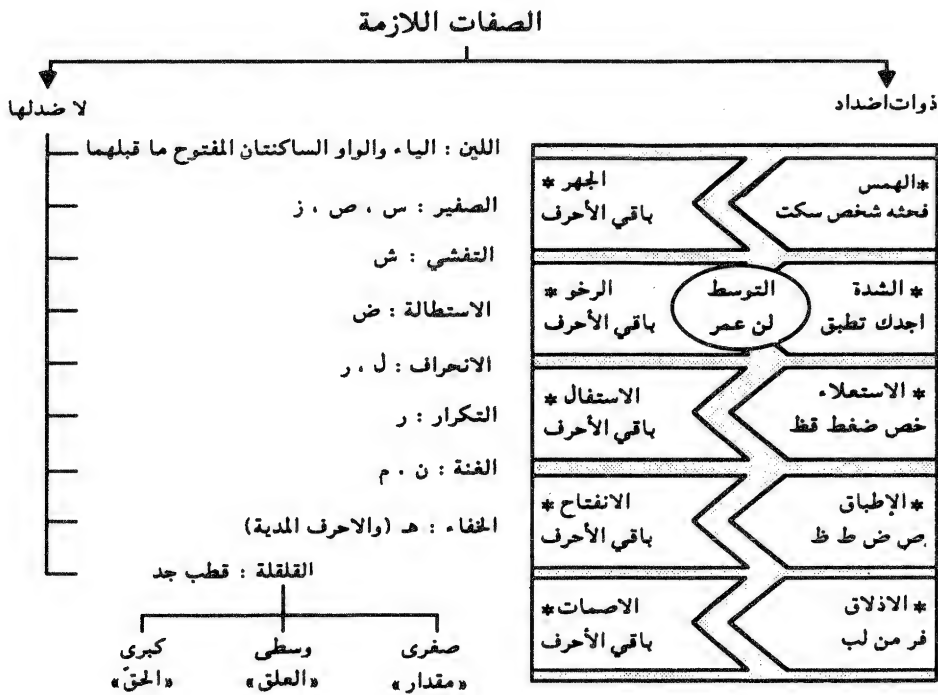 الصفات اللازمة
ذوات اضداد
*الهمس
فحثه شخص سكت
الجهر *
باقي الأحرف
* الشدة
اجدك تطبق
التوسط
لن عمر
الرخو *
باقي الأحرف
* الاستعلاء
خص ضغط قظ
الاستفال *
باقي الأحرف
*الإطباق
ص ض ط ظ
الانفتاح *
باقي الأحرف
* الاذلاق
فر من لب
الاصمات *
باقي الأحرف
لا ضدلها
اللين : الياء والواو الساكنتان المفتوح ما قبلهما
الصفير : س ، ص ، ز
التفشي : ش
الاستطالة : ض
الانحراف : ل ، ر
التكرار : ر
الغنة : ن ، م
الخفاء : هـ (والاحرف المدية)
القلقلة : قطب جد
صغرى
«مقدار»
وسطى
«العلق»
كبرى
«الحقّ»